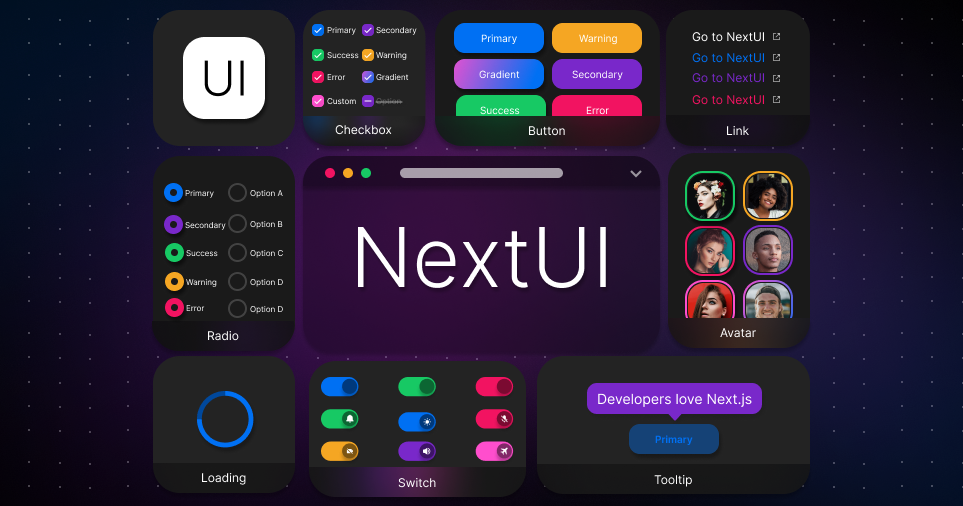 UI
Primary Secondary
Success Warning
Error Gradient
Custom Option
Checkbox
Primary Warning
Gradient Secondary
Success Error
Button
Go to NextUI
Go to NextUI
Go to NextUI
Go to NextUI
Link
Primary Option A
Secondary Option B
Success Option C
Warning Option D
Error Option D
Radio
NextUI
Avatar
Loading
Switch
Developers love Next.js
Primary
Tooltip